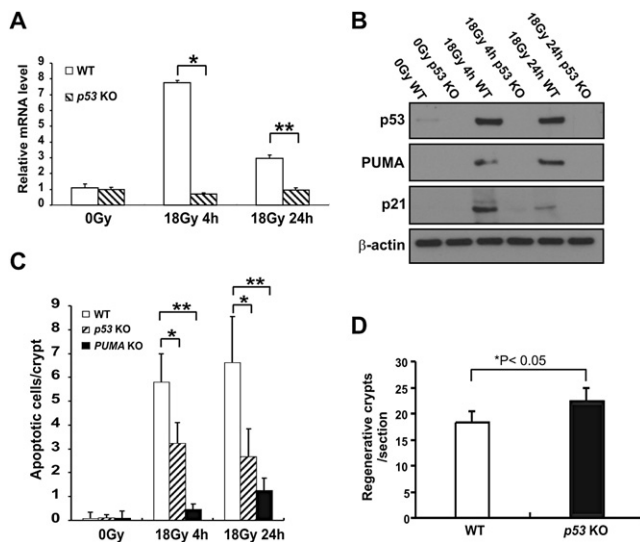 A
Relative mRNA level
9
8
7
6
5
4
3
2
1
0
WT
p53 KO
*
**
0Gy
18Gy 4h
18Gy 24h
B
0Gy WT
0Gy p53 KO
18Gy 4h WT
18Gy 4h p53 KO
18Gy 24h WT
18Gy 24h p53 KO
p53
PUMA
p21
β-actin
C
Apoptotic cells/crypt
9
8
7
6
5
4
3
2
1
0
WT
p53 KO
PUMA KO
**
*
**
*
0Gy
18Gy 4h
18Gy 24h
D
Regenerative crypts
/section
30
25
20
15
10
5
0
*P< 0.05
WT
p53 KO